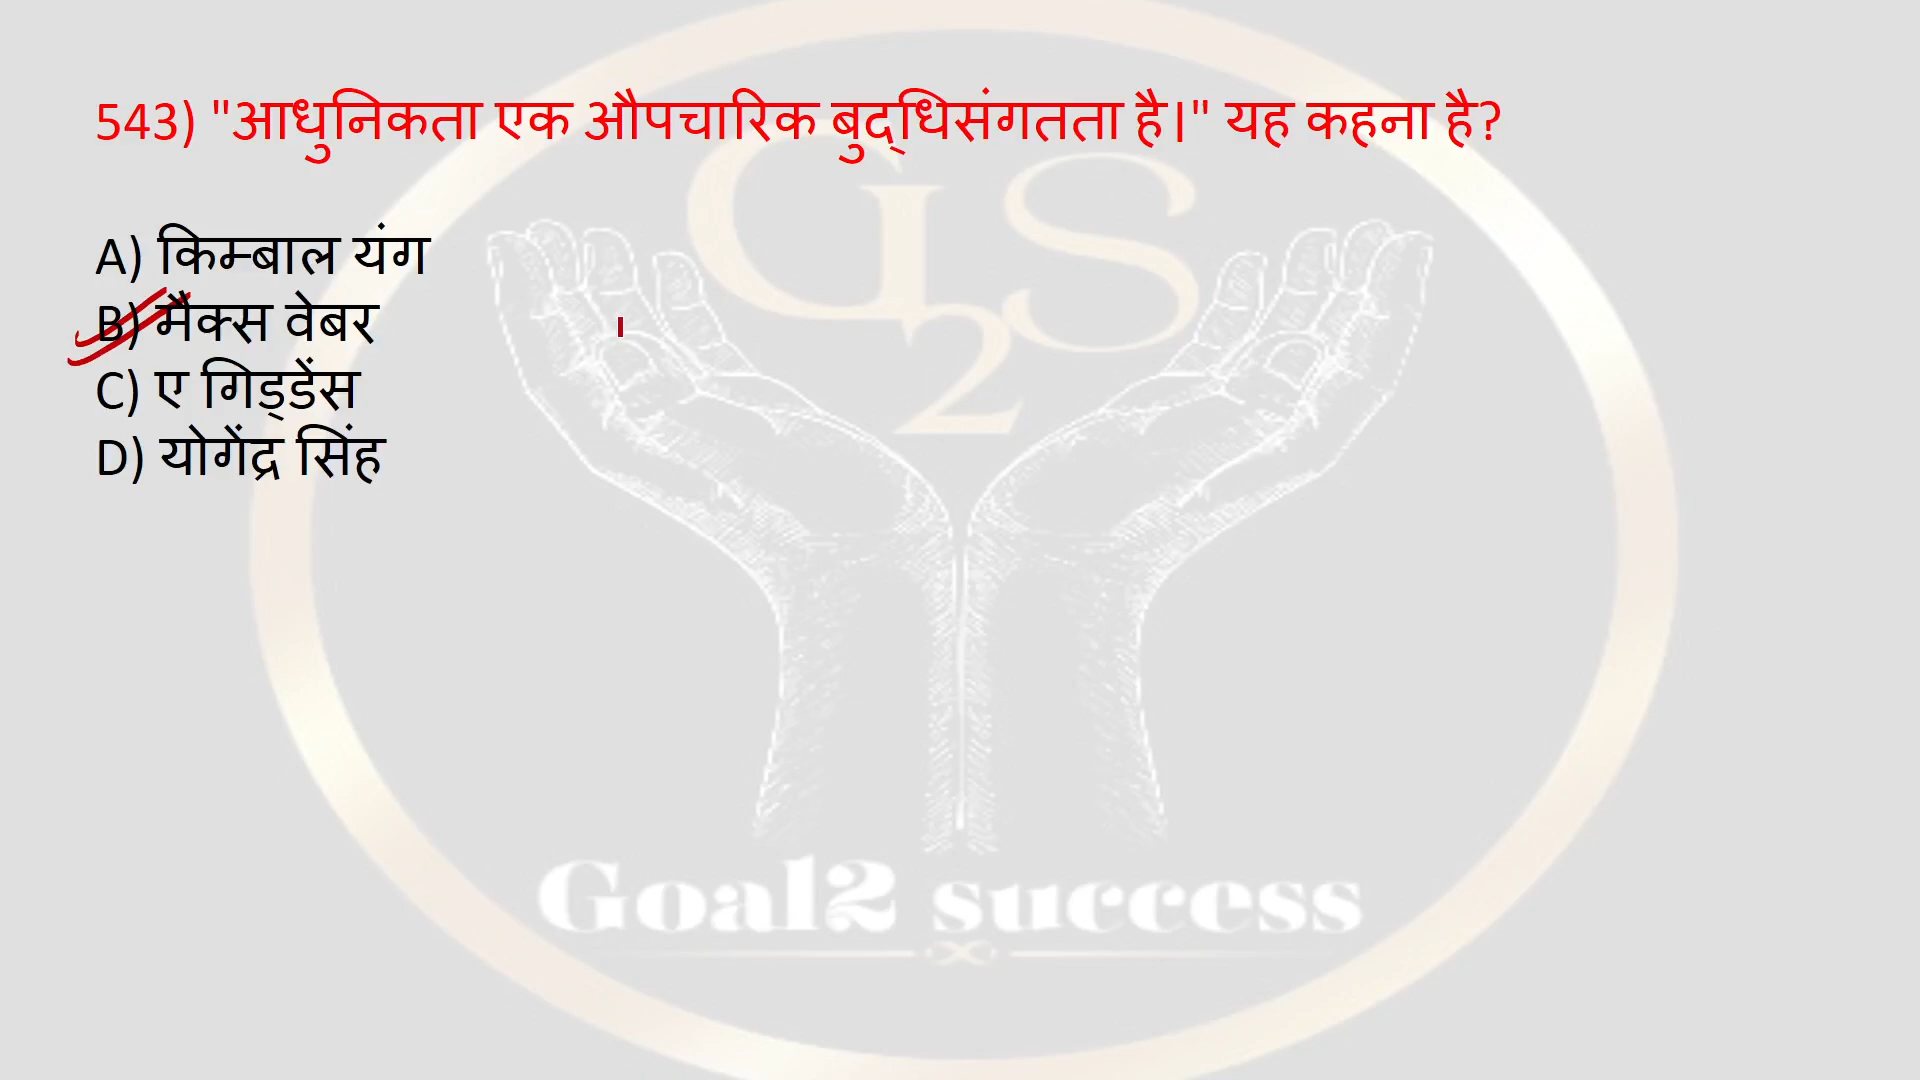 543) "आधुनिकता एक औपचारिक बुद्धिसंगतता है।" यह कहना है?
A) किम्बाल यंग
B) मैक्स वेबर
C) ए गिड्डेंस
D) योगेंद्र सिंह
G2S
Goal2 success